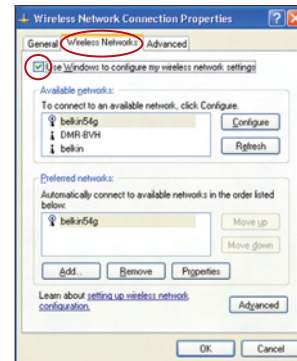 Wireless Network Connection Properties
General Wireless Networks Advanced
Use Windows to configure my wireless network settings
Available networks:
To connect to an available network, click Configure.
belkin54g
DMR-BVH
belkin
Configure
Refresh
Preferred networks:
Automatically connect to available networks in the order listed
below:
belkin54g
Move up
Move down
Add... Remove Properties
Learn about setting up wireless network
configuration.
Advanced
OK Cancel